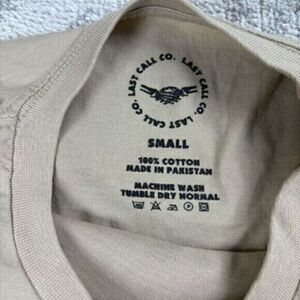 LAST CALL CO. LAST CALL CO. LAST CALL CO.
SMALL
100% COTTON
MADE IN PAKISTAN
MACHINE WASH
TUMBLE DRY NORMAL